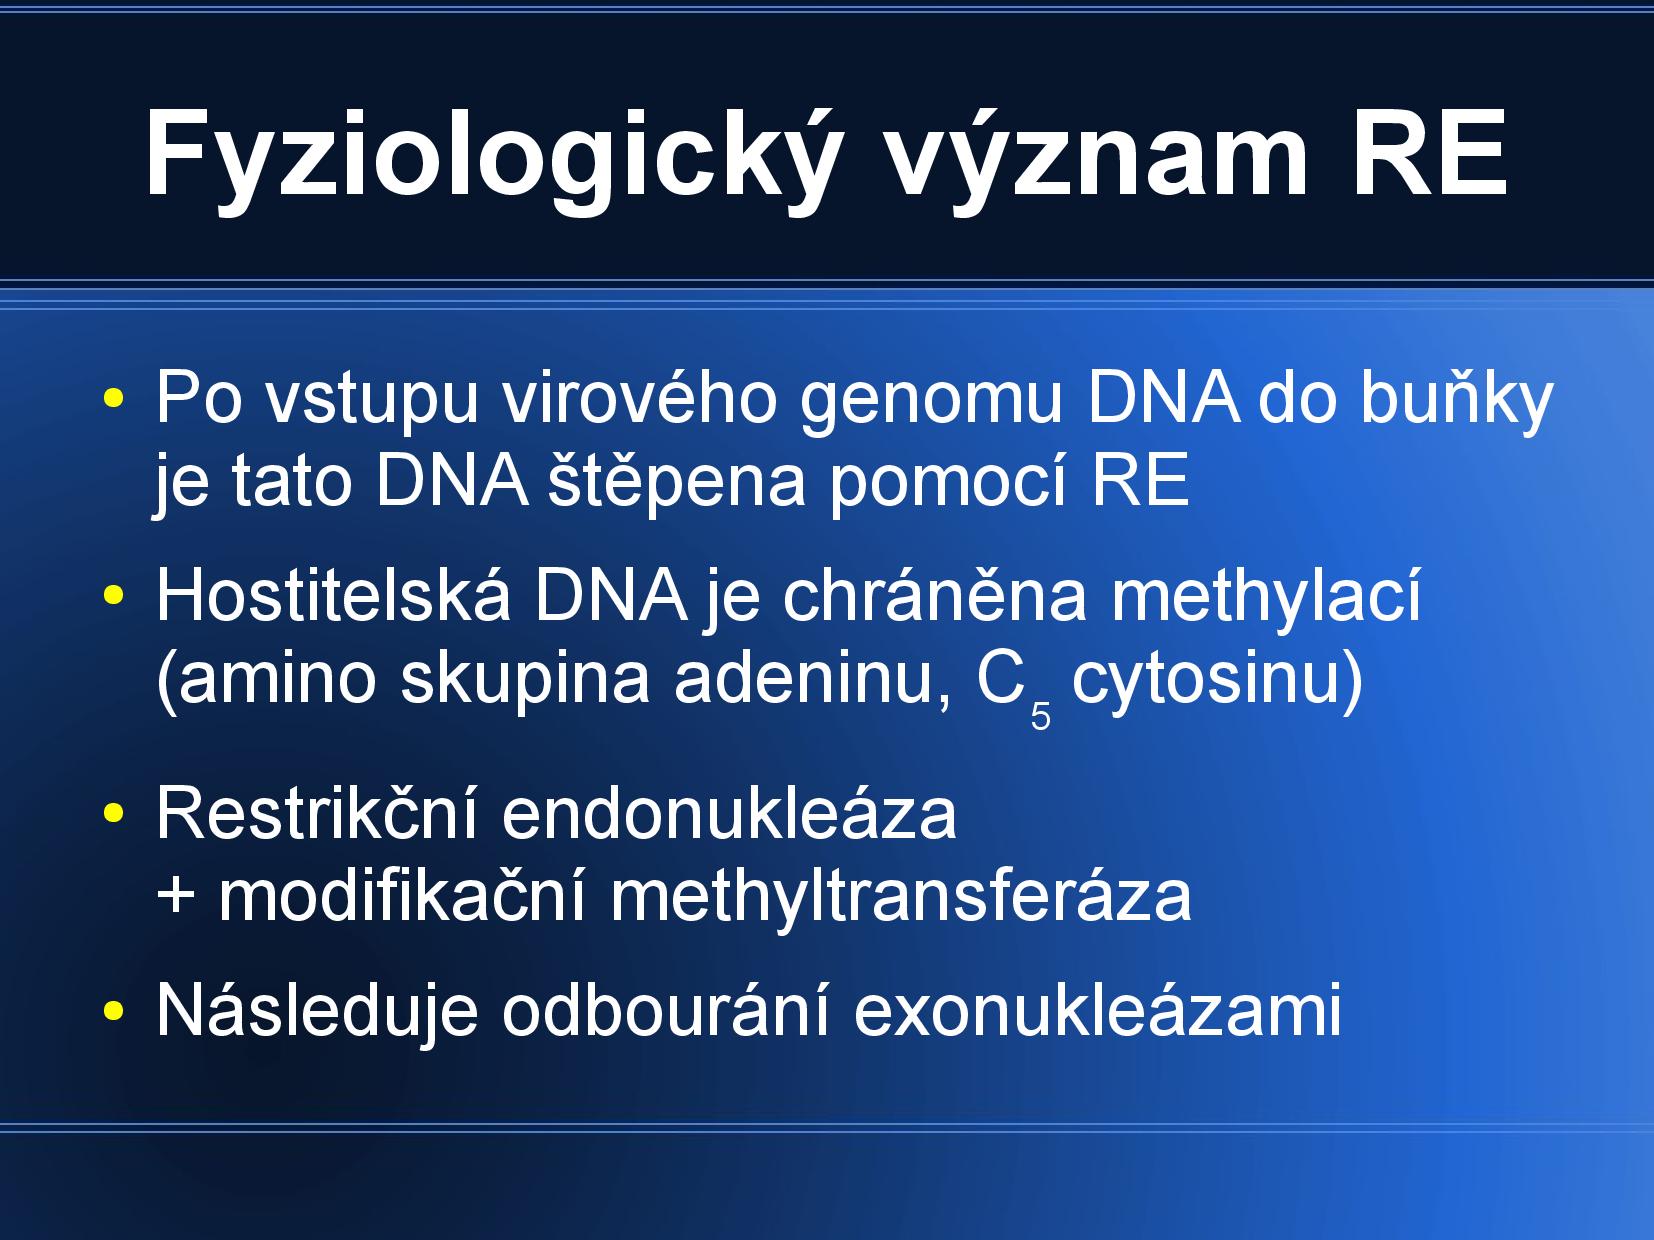 Fyziologický význam RE
• Po vstupu virového genomu DNA do buňky
je tato DNA štěpena pomocí RE
• Hostitelská DNA je chráněna methylací
(amino skupina adeninu, C₅ cytosinu)
• Restrikční endonukleáza
+ modifikační methyltransferáza
• Následuje odbourání exonukleázami